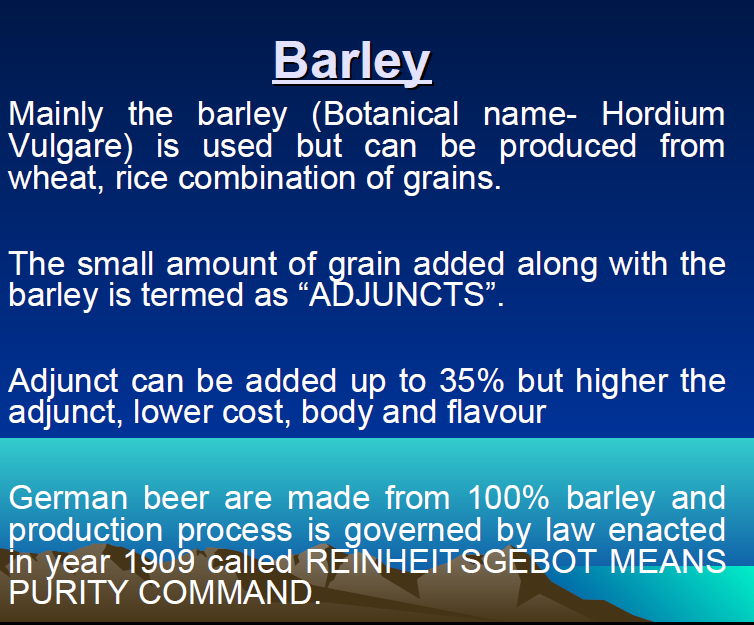 Barley
Mainly the barley (Botanical name- Hordium
Vulgare) is used but can be produced from
wheat, rice combination of grains.
The small amount of grain added along with the
barley is termed as “ADJUNCTS”.
Adjunct can be added up to 35% but higher the
adjunct, lower cost, body and flavour
German beer are made from 100% barley and
production process is governed by law enacted
in year 1909 called REINHEITSGEBOT MEANS
PURITY COMMAND.